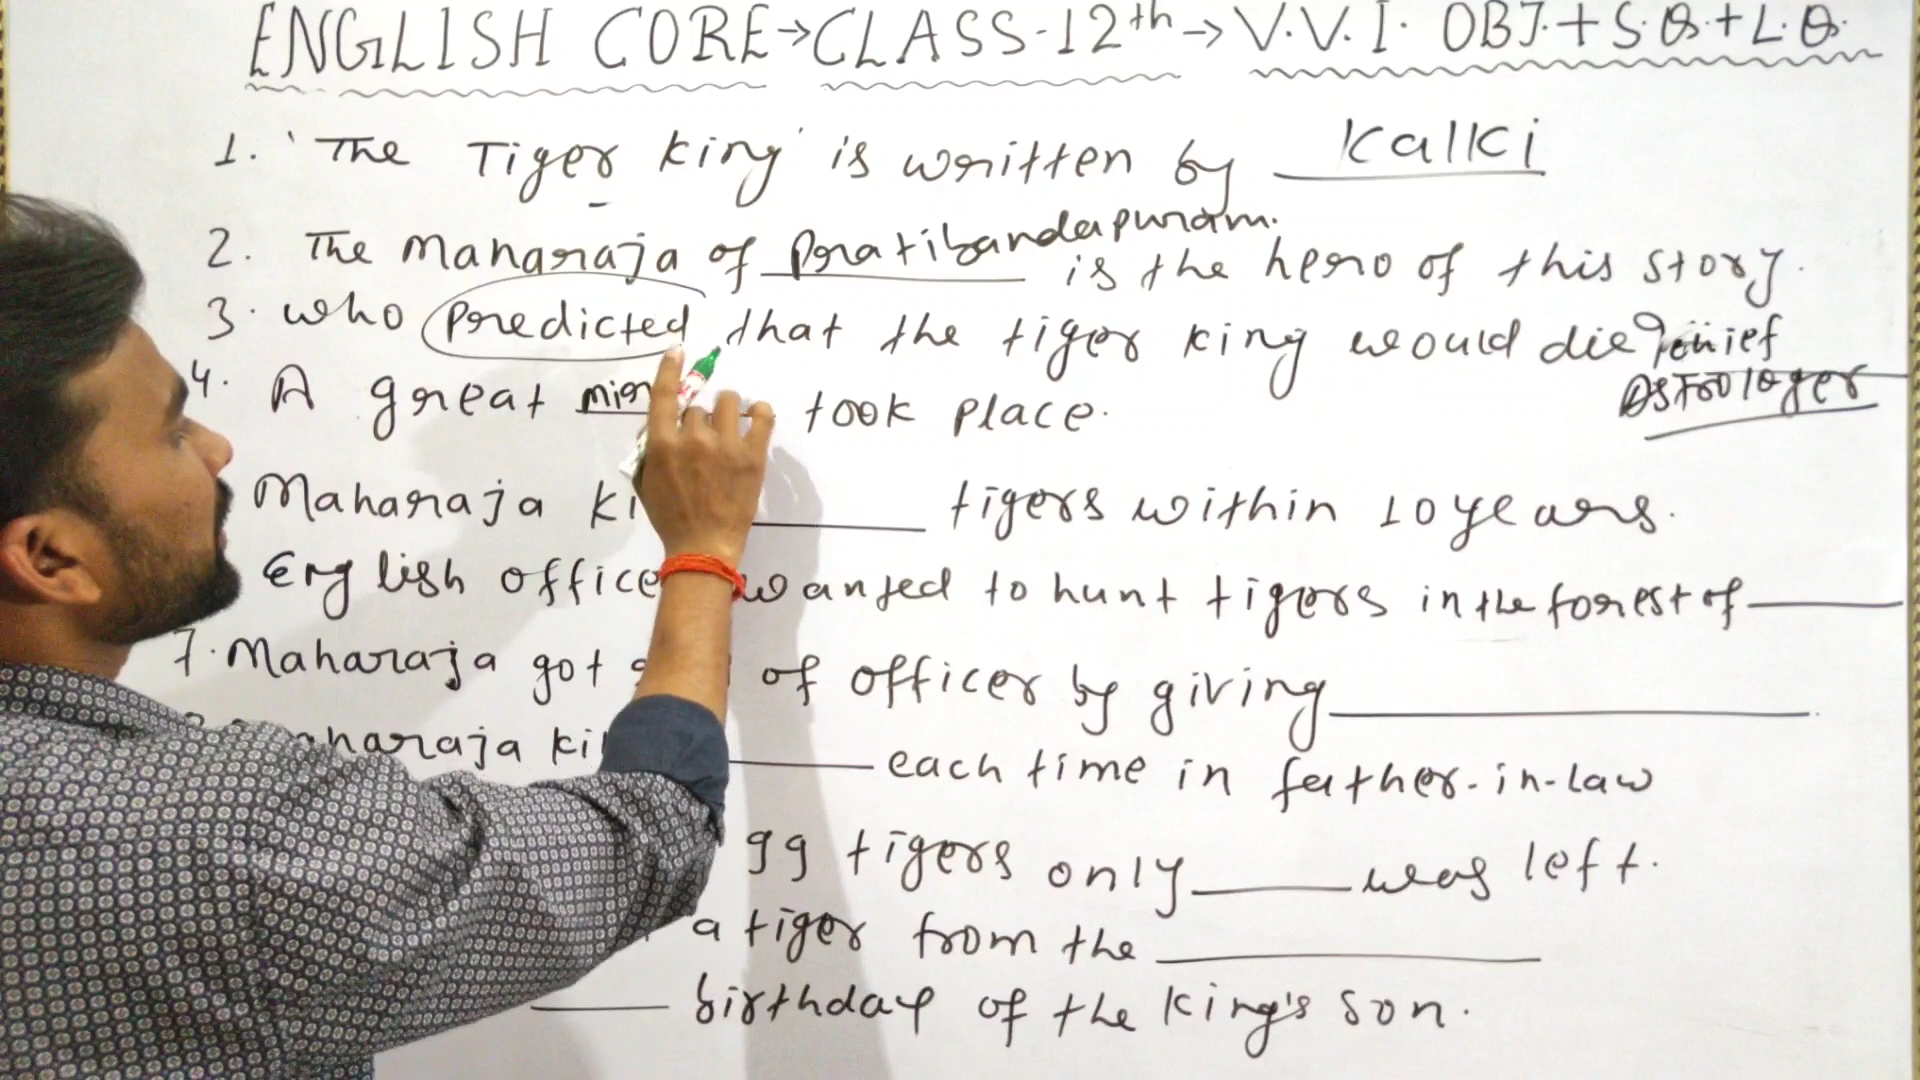 ENGLISH CORE→CLASS-12th→V.V.I. OBJ.+S.Q.+L.Q.
1. 'The Tiger King' is written by Kalki
2. The Maharaja of Pratibandapuram. is the hero of this story.
3. who predicted that the tiger king would die? chief
Astrologer
4. A great took place.
Maharaja tigers within 10 years.
English wanted to hunt tigers in the forest of
7. Maharaja got of officer by giving
each time in father-in-law
99 tigers only was left.
a tiger from the
birthday of the King's son.